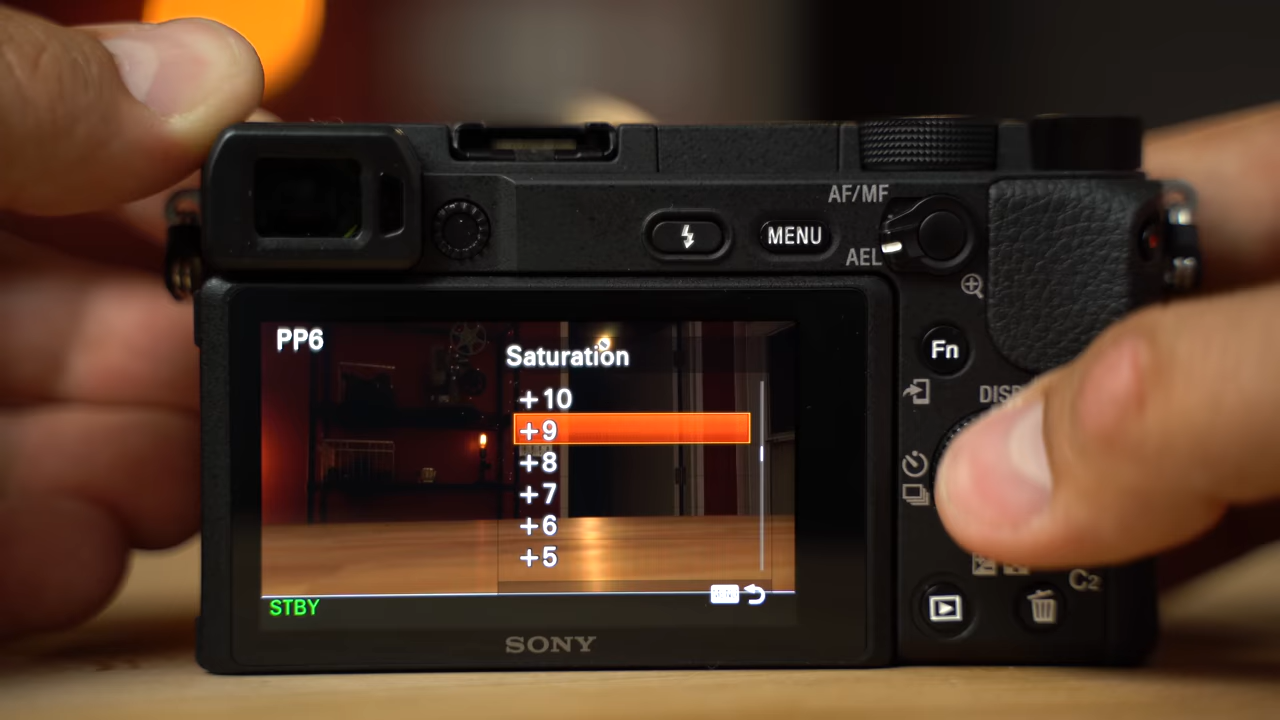 AF/MF
MENU
AEL
Fn
PP6
Saturation
+10
+9
+8
+7
+6
+5
STBY
C2
SONY